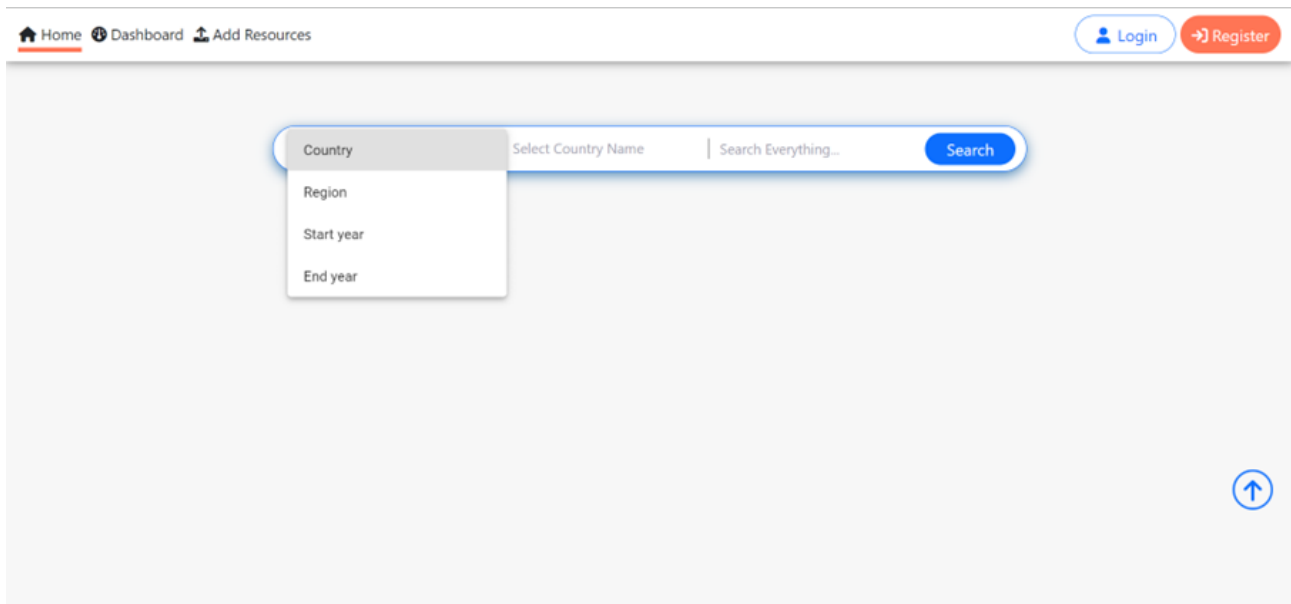 Home Dashboard Add Resources Login Register
Country Select Country Name Search Everything... Search
Region
Start year
End year